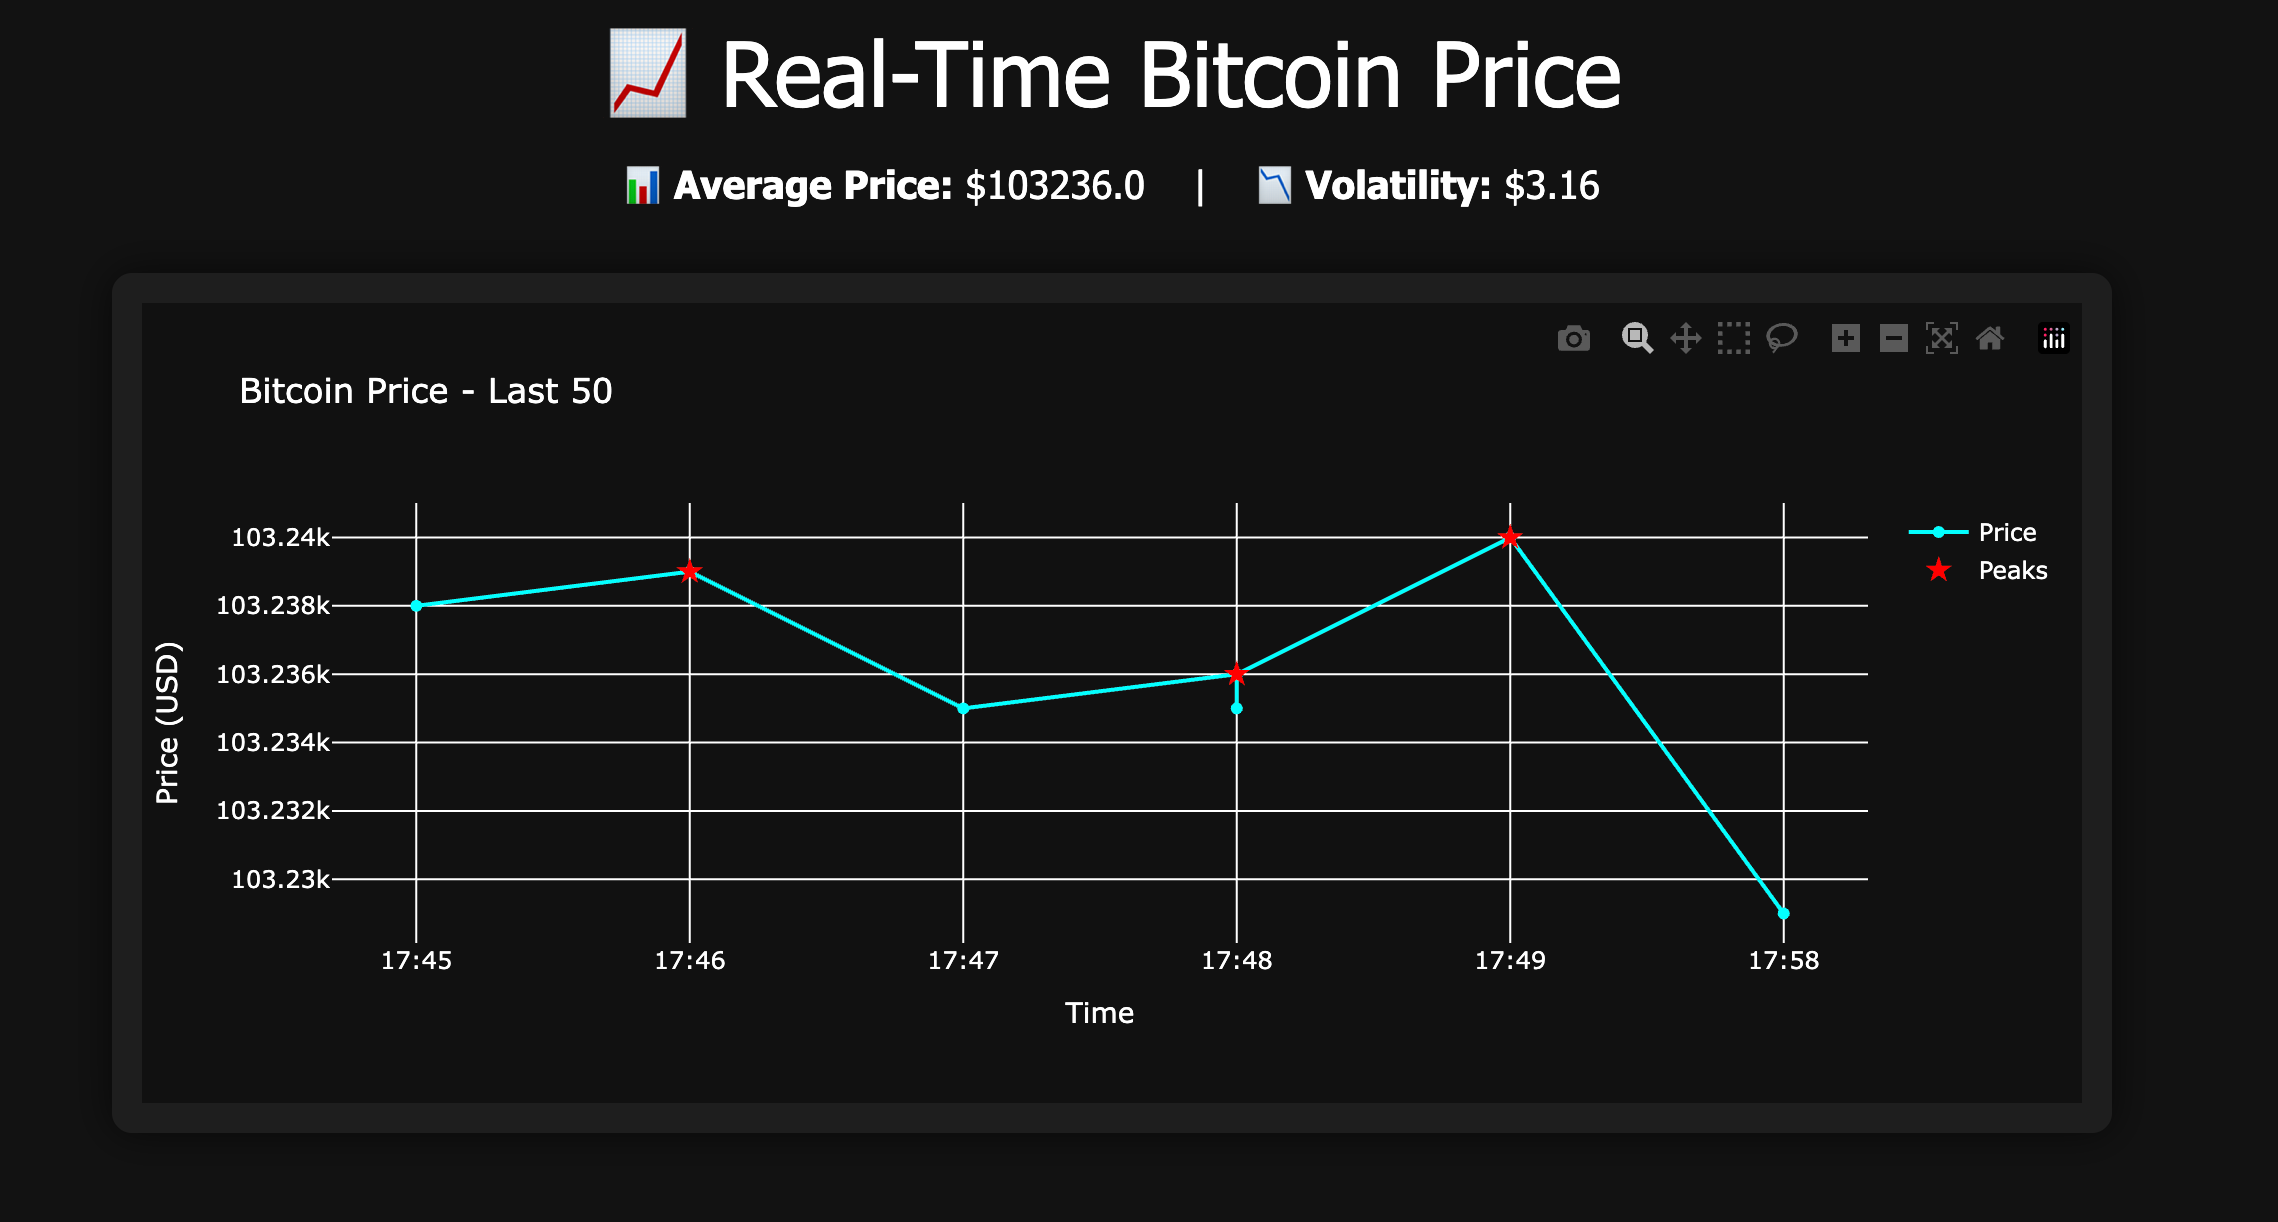 📈 Real-Time Bitcoin Price
📊 Average Price: $103236.0 | 📉 Volatility: $3.16
Bitcoin Price - Last 50
103.24k
103.238k
103.236k
103.234k
103.232k
103.23k
Price (USD)
17:45 17:46 17:47 17:48 17:49 17:58
Time
Price
Peaks